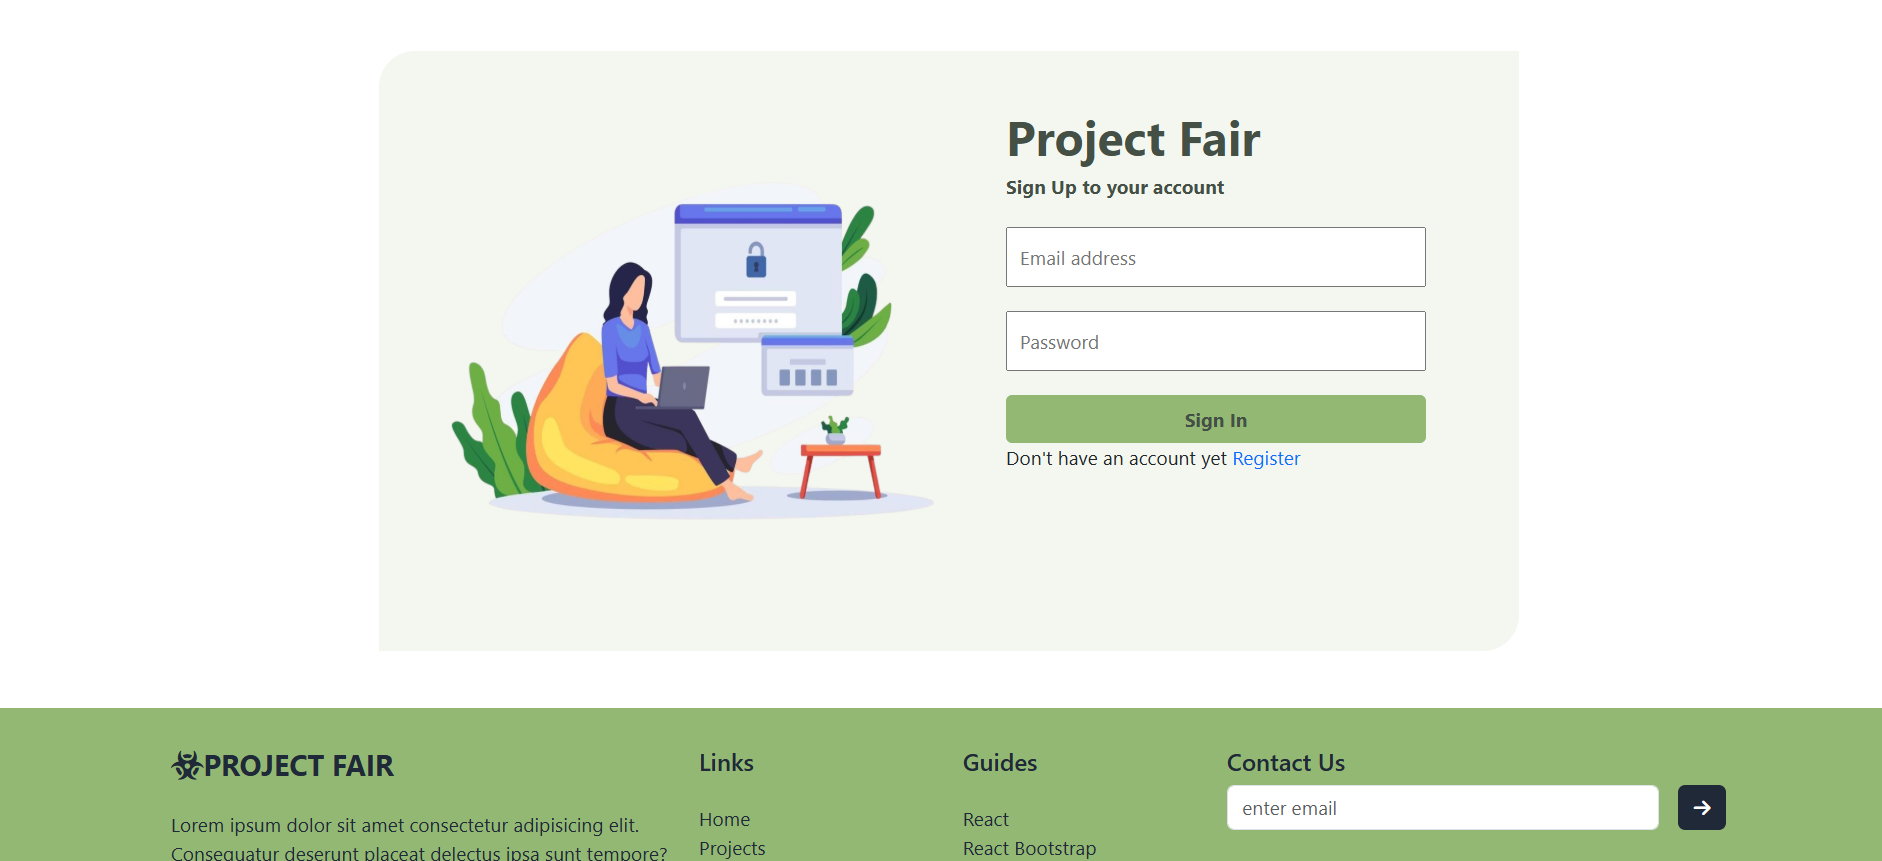 Project Fair
Sign Up to your account
Email address
Password
Sign In
Don't have an account yet Register
PROJECT FAIR
Lorem ipsum dolor sit amet consectetur adipisicing elit.
Consequatur deserunt placeat delectus ipsa sunt tempore?
Links
Home
Projects
Guides
React
React Bootstrap
Contact Us
enter email